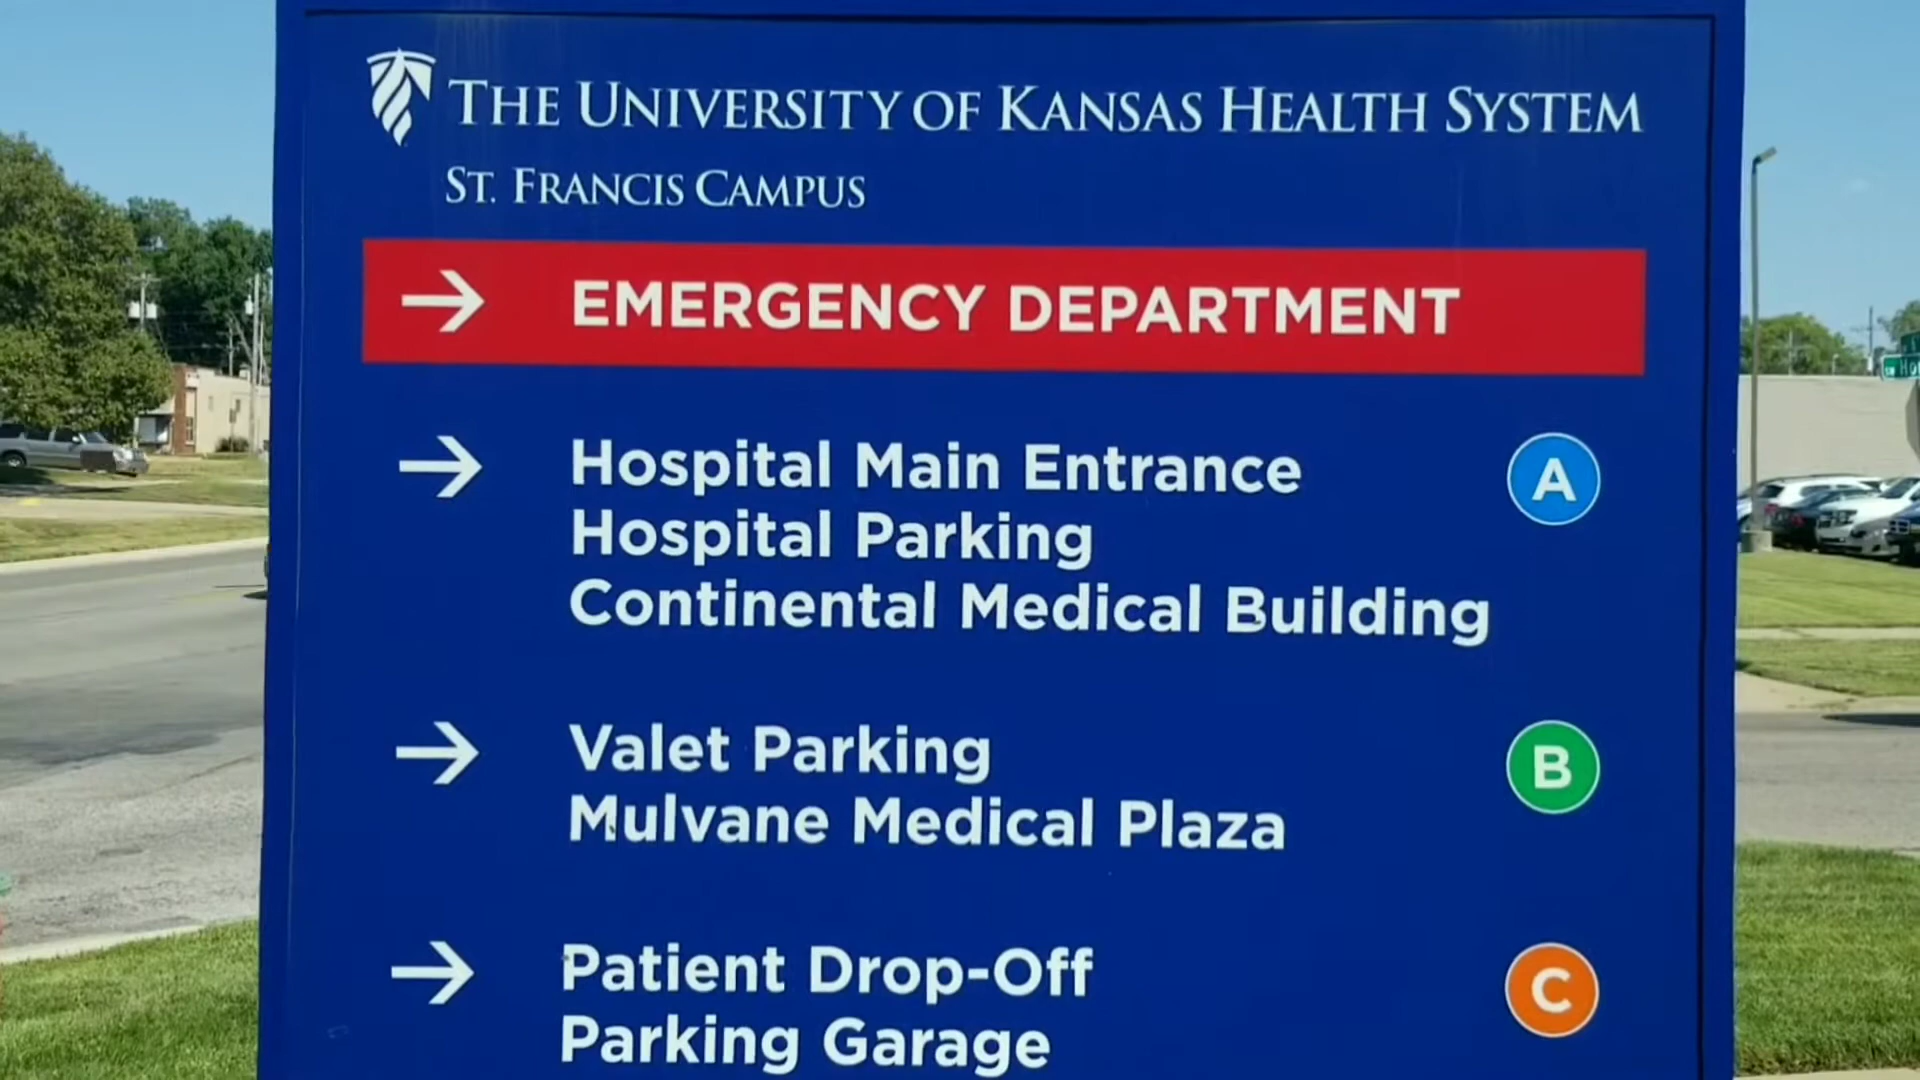 THE UNIVERSITY OF KANSAS HEALTH SYSTEM
ST. FRANCIS CAMPUS
→ EMERGENCY DEPARTMENT
→ Hospital Main Entrance A
Hospital Parking
Continental Medical Building
→ Valet Parking B
Mulvane Medical Plaza
→ Patient Drop-Off C
Parking Garage